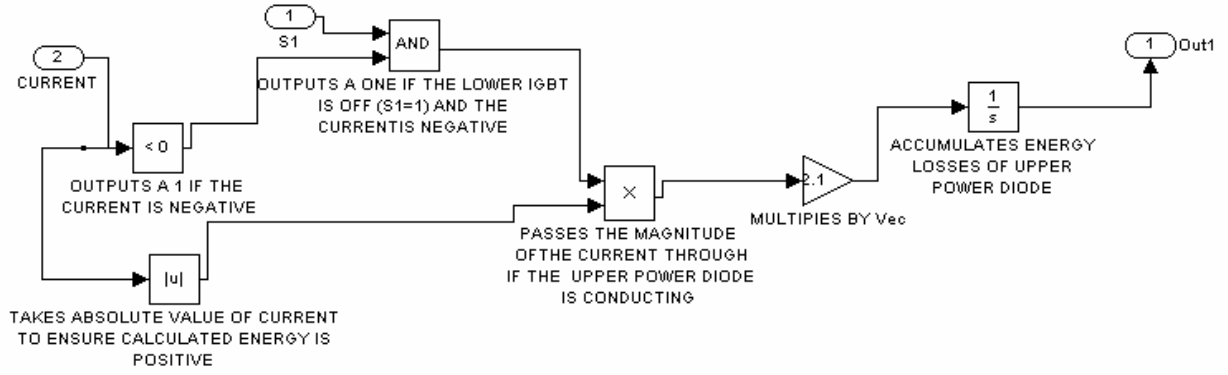 1
S1
AND
2
CURRENT
OUTPUTS A ONE IF THE LOWER IGBT
IS OFF (S1=1) AND THE
CURRENTIS NEGATIVE
1
Out1
< 0
OUTPUTS A 1 IF THE
CURRENT IS NEGATIVE
1
s
ACCUMULATES ENERGY
LOSSES OF UPPER
POWER DIODE
×
2.1
MULTIPIES BY Vec
PASSES THE MAGNITUDE
OFTHE CURRENT THROUGH
IF THE UPPER POWER DIODE
IS CONDUCTING
|u|
TAKES ABSOLUTE VALUE OF CURRENT
TO ENSURE CALCULATED ENERGY IS
POSITIVE